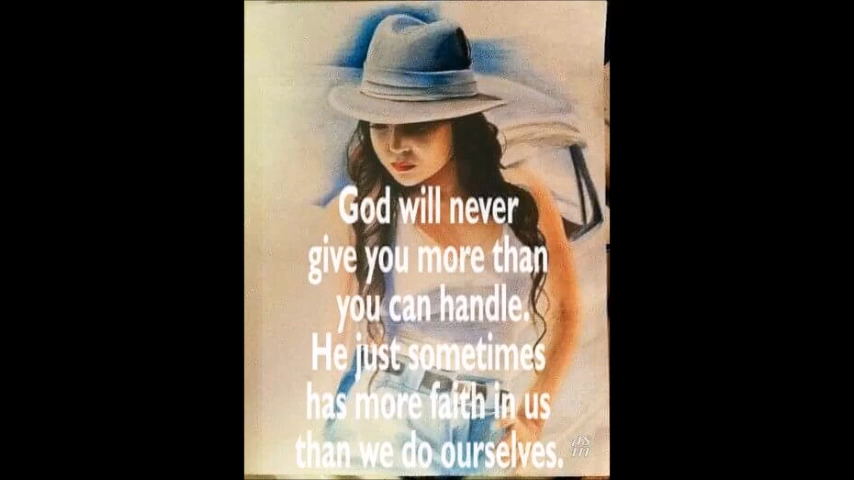 God will never
give you more than
you can handle.
He just sometimes
has more faith in us
than we do ourselves.